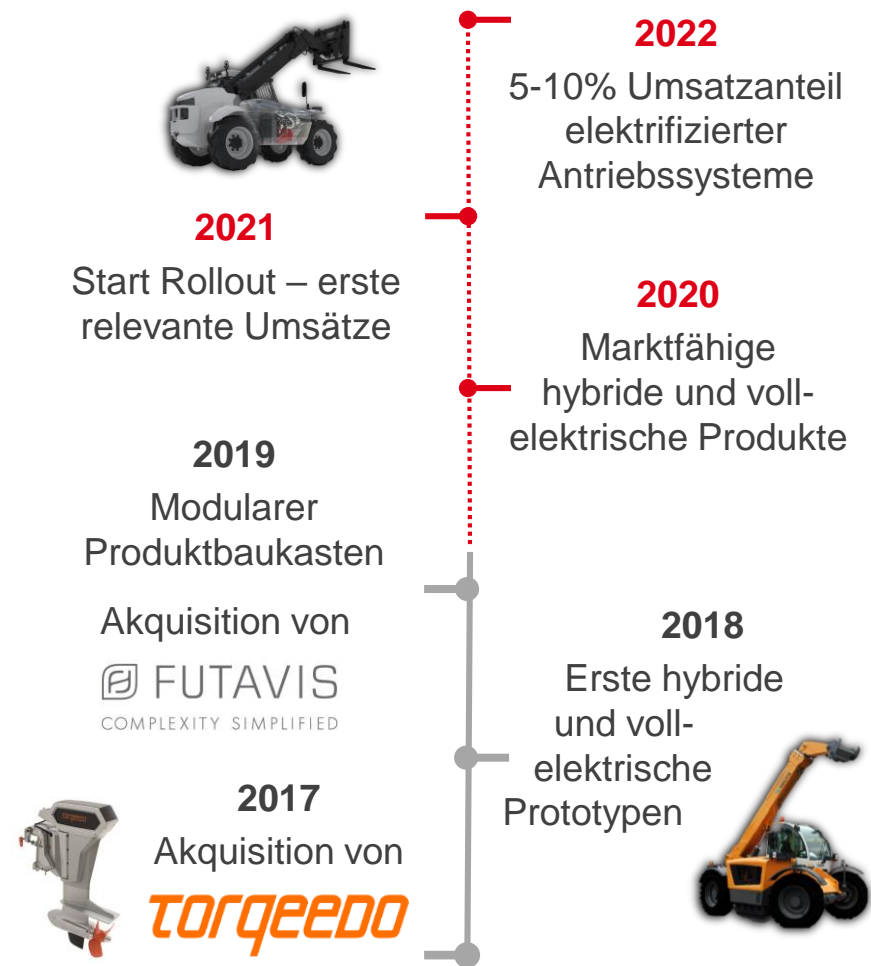 2022
5-10% Umsatzanteil
elektrifizierter
Antriebssysteme
2021
Start Rollout – erste
relevante Umsätze
2020
Marktfähige
hybride und voll-
elektrische Produkte
2019
Modularer
Produktbaukasten
Akquisition von
FUTAVIS
COMPLEXITY SIMPLIFIED
2018
Erste hybride
und voll-
elektrische
Prototypen
2017
Akquisition von
torqeedo
torqeedo